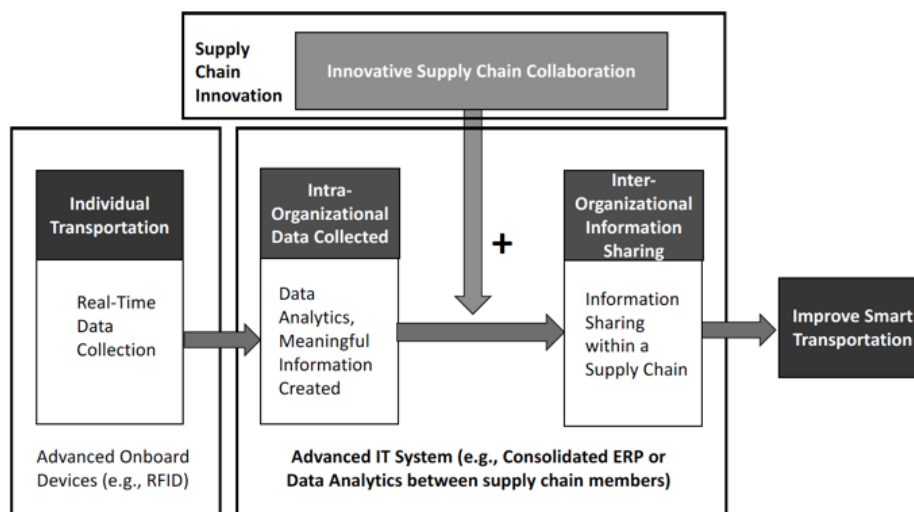 Supply
Chain
Innovation
Innovative Supply Chain Collaboration
Individual
Transportation
Real-Time
Data
Collection
Advanced Onboard
Devices (e.g., RFID)
Intra-
Organizational
Data Collected
Data
Analytics,
Meaningful
Information
Created
+
Inter-
Organizational
Information
Sharing
Information
Sharing
within a
Supply Chain
Advanced IT System (e.g., Consolidated ERP or
Data Analytics between supply chain members)
Improve Smart
Transportation